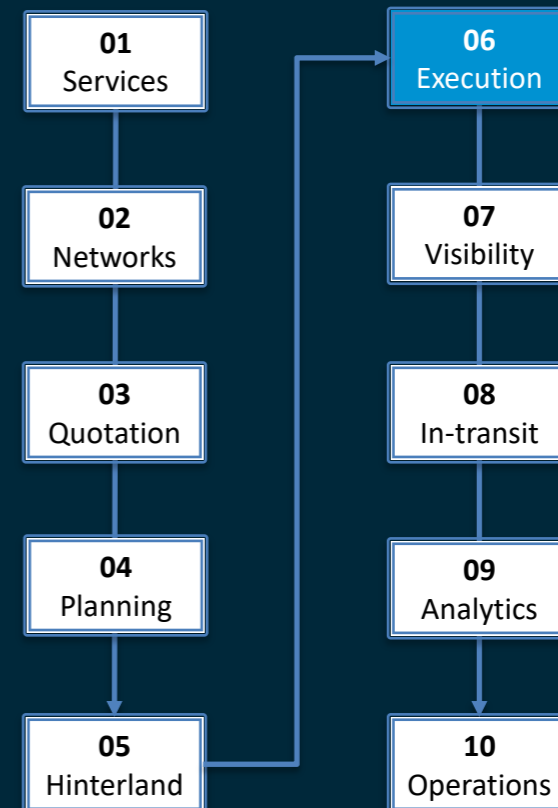 01
Services
02
Networks
03
Quotation
04
Planning
05
Hinterland
06
Execution
07
Visibility
08
In-transit
09
Analytics
10
Operations